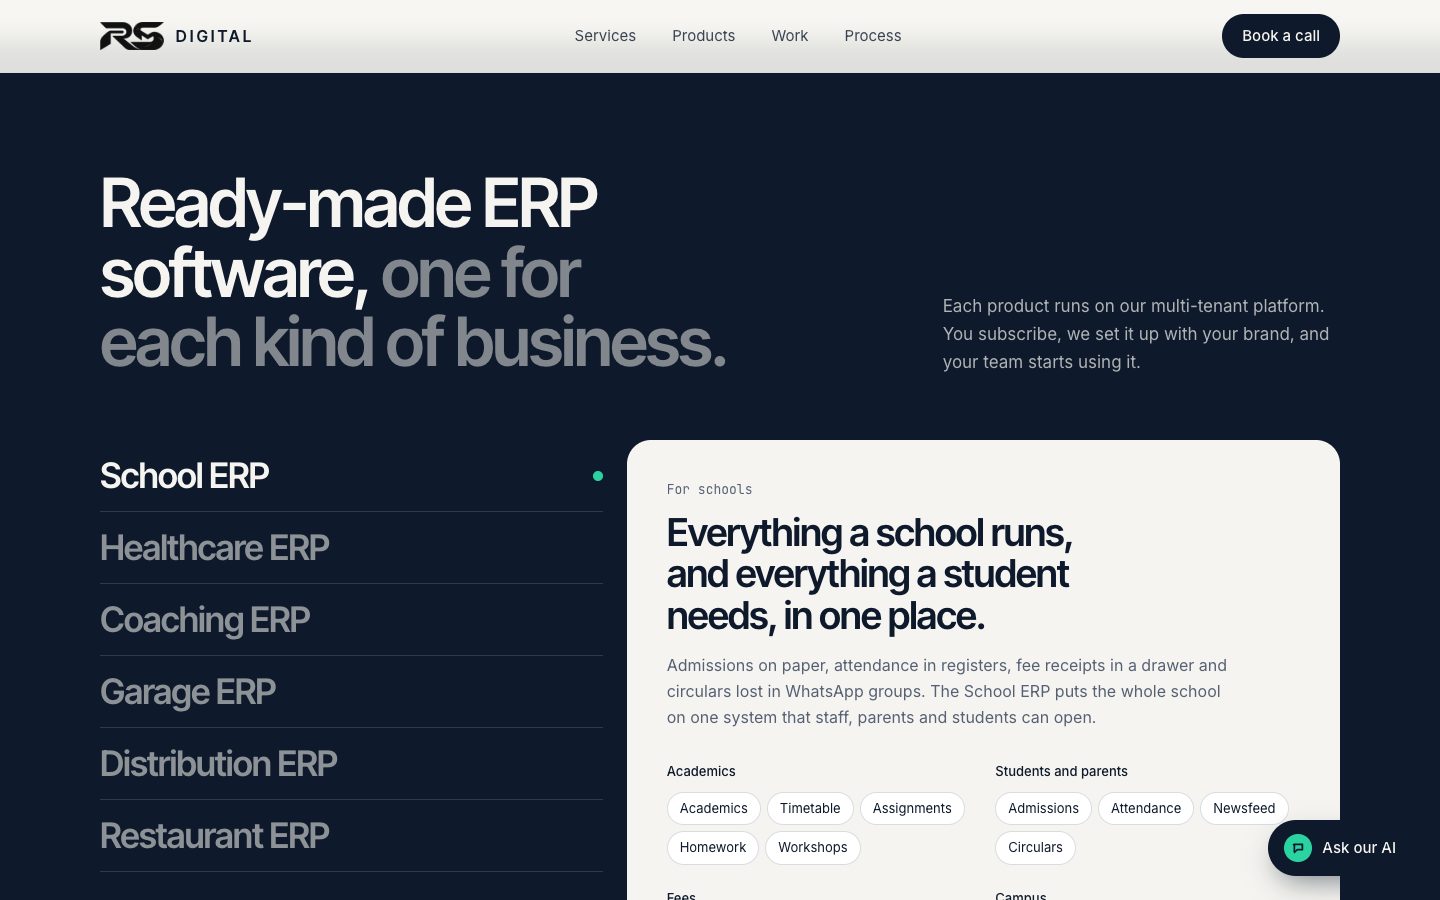 RS DIGITAL
Services
Products
Work
Process
Book a call
Ready-made ERP
software, one for
each kind of business.
Each product runs on our multi-tenant platform.
You subscribe, we set it up with your brand, and
your team starts using it.
School ERP
Healthcare ERP
Coaching ERP
Garage ERP
Distribution ERP
Restaurant ERP
For schools
Everything a school runs,
and everything a student
needs, in one place.
Admissions on paper, attendance in registers, fee receipts in a drawer and
circulars lost in WhatsApp groups. The School ERP puts the whole school
on one system that staff, parents and students can open.
Academics
Academics
Timetable
Assignments
Homework
Workshops
Students and parents
Admissions
Attendance
Newsfeed
Circulars
Fees
Campus
Ask our AI